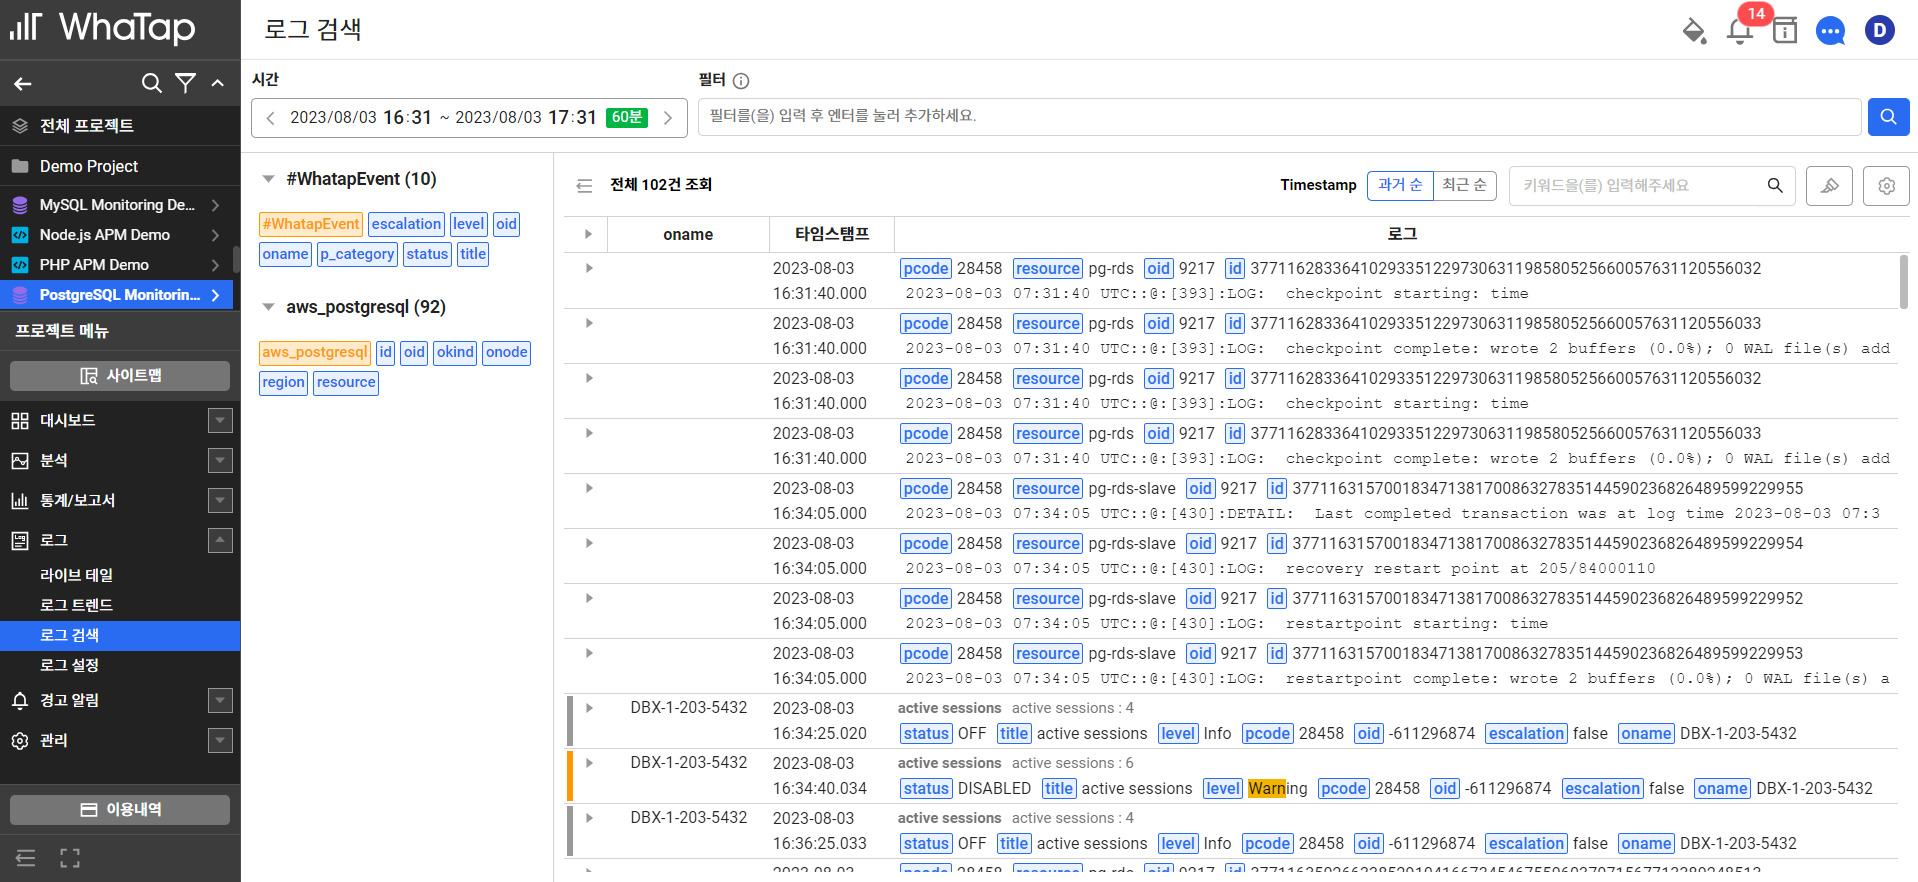 WhaTap
전체 프로젝트
Demo Project
MySQL Monitoring De...
Node.js APM Demo
PHP APM Demo
PostgreSQL Monitorin...
프로젝트 메뉴
사이트맵
대시보드
분석
통계/보고서
로그
라이브 테일
로그 트렌드
로그 검색
로그 설정
경고 알림
관리
이용내역
로그 검색
14
D
시간
2023/08/03 16:31 ~ 2023/08/03 17:31 60분
필터
필터를(을) 입력 후 엔터를 눌러 추가하세요.
#WhatapEvent (10)
#WhatapEvent escalation level oid
oname p_category status title
aws_postgresql (92)
aws_postgresql id oid okind onode
region resource
전체 102건 조회
Timestamp 과거 순 최근 순 키워드을(를) 입력해주세요
oname 타임스탬프 로그
2023-08-03 pcode 28458 resource pg-rds oid 9217 id 37711628336410293351229730631198580525660057631120556032
16:31:40.000 2023-08-03 07:31:40 UTC::@:[393]:LOG: checkpoint starting: time
2023-08-03 pcode 28458 resource pg-rds oid 9217 id 37711628336410293351229730631198580525660057631120556033
16:31:40.000 2023-08-03 07:31:40 UTC::@:[393]:LOG: checkpoint complete: wrote 2 buffers (0.0%); 0 WAL file(s) add
2023-08-03 pcode 28458 resource pg-rds oid 9217 id 37711628336410293351229730631198580525660057631120556032
16:31:40.000 2023-08-03 07:31:40 UTC::@:[393]:LOG: checkpoint starting: time
2023-08-03 pcode 28458 resource pg-rds oid 9217 id 37711628336410293351229730631198580525660057631120556033
16:31:40.000 2023-08-03 07:31:40 UTC::@:[393]:LOG: checkpoint complete: wrote 2 buffers (0.0%); 0 WAL file(s) add
2023-08-03 pcode 28458 resource pg-rds-slave oid 9217 id 37711631570018347138170086327835144590236826489599229955
16:34:05.000 2023-08-03 07:34:05 UTC::@:[430]:DETAIL: Last completed transaction was at log time 2023-08-03 07:3
2023-08-03 pcode 28458 resource pg-rds-slave oid 9217 id 37711631570018347138170086327835144590236826489599229954
16:34:05.000 2023-08-03 07:34:05 UTC::@:[430]:LOG: recovery restart point at 205/84000110
2023-08-03 pcode 28458 resource pg-rds-slave oid 9217 id 37711631570018347138170086327835144590236826489599229952
16:34:05.000 2023-08-03 07:34:05 UTC::@:[430]:LOG: restartpoint starting: time
2023-08-03 pcode 28458 resource pg-rds-slave oid 9217 id 37711631570018347138170086327835144590236826489599229953
16:34:05.000 2023-08-03 07:34:05 UTC::@:[430]:LOG: restartpoint complete: wrote 2 buffers (0.0%); 0 WAL file(s) a
DBX-1-203-5432 2023-08-03 active sessions active sessions : 4
16:34:25.020 status OFF title active sessions level Info pcode 28458 oid -611296874 escalation false oname DBX-1-203-5432
DBX-1-203-5432 2023-08-03 active sessions active sessions : 6
16:34:40.034 status DISABLED title active sessions level Warning pcode 28458 oid -611296874 escalation false oname DBX-1-203-5432
DBX-1-203-5432 2023-08-03 active sessions active sessions : 4
16:36:25.033 status OFF title active sessions level Info pcode 28458 oid -611296874 escalation false oname DBX-1-203-5432
2023-08-03 pcode 28458 resource pg-rds oid 9217 id